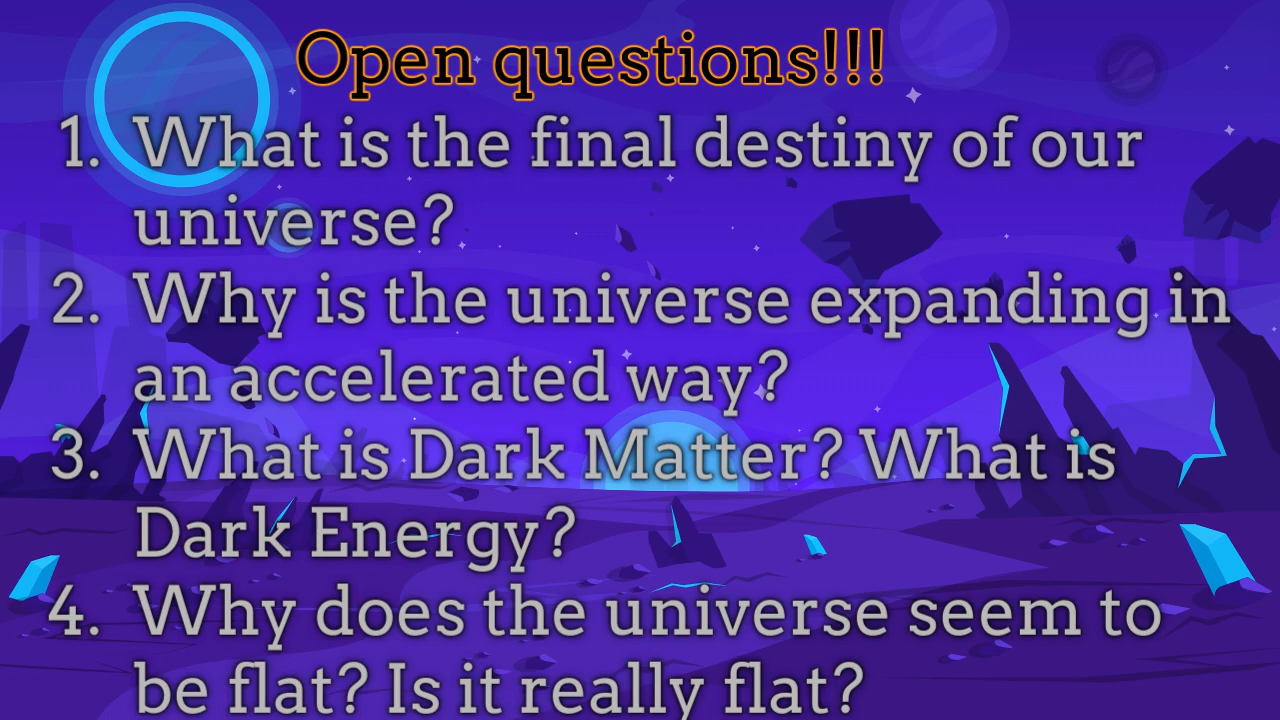 Open questions!!!
1. What is the final destiny of our
universe?
2. Why is the universe expanding in
an accelerated way?
3. What is Dark Matter? What is
Dark Energy?
4. Why does the universe seem to
be flat? Is it really flat?